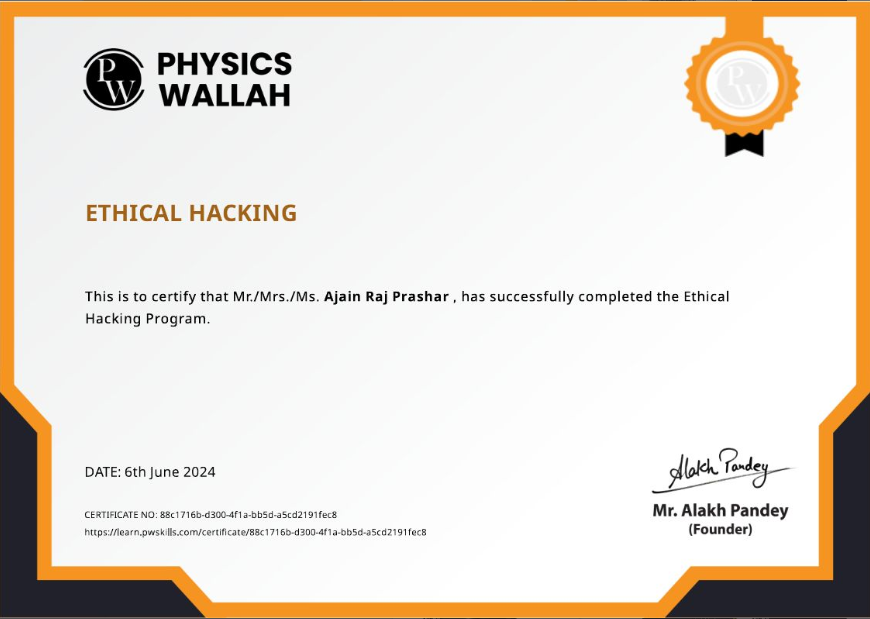 PW
PHYSICS
WALLAH
PW
ETHICAL HACKING
This is to certify that Mr./Mrs./Ms. Ajain Raj Prashar , has successfully completed the Ethical
Hacking Program.
DATE: 6th June 2024
CERTIFICATE NO: 88c1716b-d300-4f1a-bb5d-a5cd2191fec8
https://learn.pwskills.com/certificate/88c1716b-d300-4f1a-bb5d-a5cd2191fec8
Alakh Pandey
Mr. Alakh Pandey
(Founder)